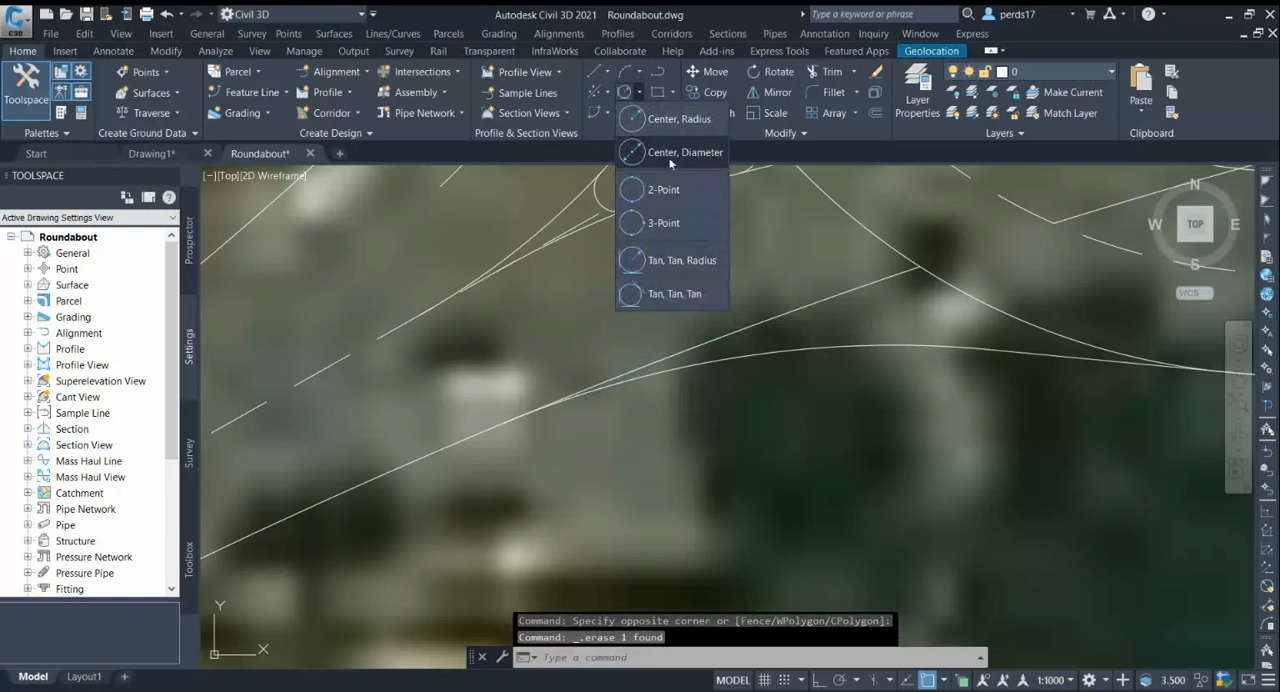 Civil 3D
Autodesk Civil 3D 2021 Roundabout.dwg
Type a keyword or phrase
perds17
C3D
File Edit View Insert General Survey Points Surfaces Lines/Curves Parcels Grading Alignments Profiles Corridors Sections Pipes Annotation Inquiry Window Express
Home Insert Annotate Modify Analyze View Manage Output Survey Rail Transparent InfraWorks Collaborate Help Add-ins Express Tools Featured Apps Geolocation
Toolspace
Points
Surfaces
Traverse
Parcel
Feature Line
Grading
Alignment
Profile
Corridor
Intersections
Assembly
Pipe Network
Profile View
Sample Lines
Section Views
Move
Copy
Rotate
Mirror
Scale
Trim
Fillet
Array
Layer
Properties
0
Make Current
Match Layer
Paste
Palettes
Create Ground Data
Create Design
Profile & Section Views
Modify
Layers
Clipboard
Start
Drawing1*
Roundabout*
Center, Radius
Center, Diameter
2-Point
3-Point
Tan, Tan, Radius
Tan, Tan, Tan
TOOLSPACE
Active Drawing Settings View
Roundabout
General
Point
Surface
Parcel
Grading
Alignment
Profile
Profile View
Superelevation View
Cant View
Sample Line
Section
Section View
Mass Haul Line
Mass Haul View
Catchment
Pipe Network
Pipe
Structure
Pressure Network
Pressure Pipe
Fitting
Prospector
Settings
Survey
Toolbox
[−][Top][2D Wireframe]
N
W TOP E
S
WCS
Y
X
Command: Specify opposite corner or [Fence/WPolygon/CPolygon]:
Command: _.erase 1 found
Type a command
Model Layout1
MODEL
1:1000
3.500